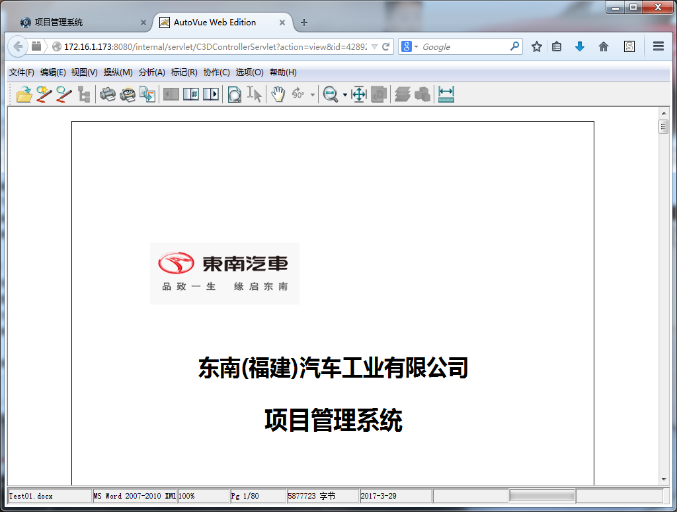 项目管理系统
AutoVue Web Edition
172.16.1.173:8080/internal/servlet/C3DControllerServlet?action=view&id=4289
Google
文件(F) 编辑(E) 视图(V) 操纵(M) 分析(A) 标记(R) 协作(C) 选项(O) 帮助(H)
90°
東南汽車
品致一生 缘启东南
东南(福建)汽车工业有限公司
项目管理系统
Test01.docx MS Word 2007-2010 XML 100% Pg 1/80 5877723 字节 2017-3-29